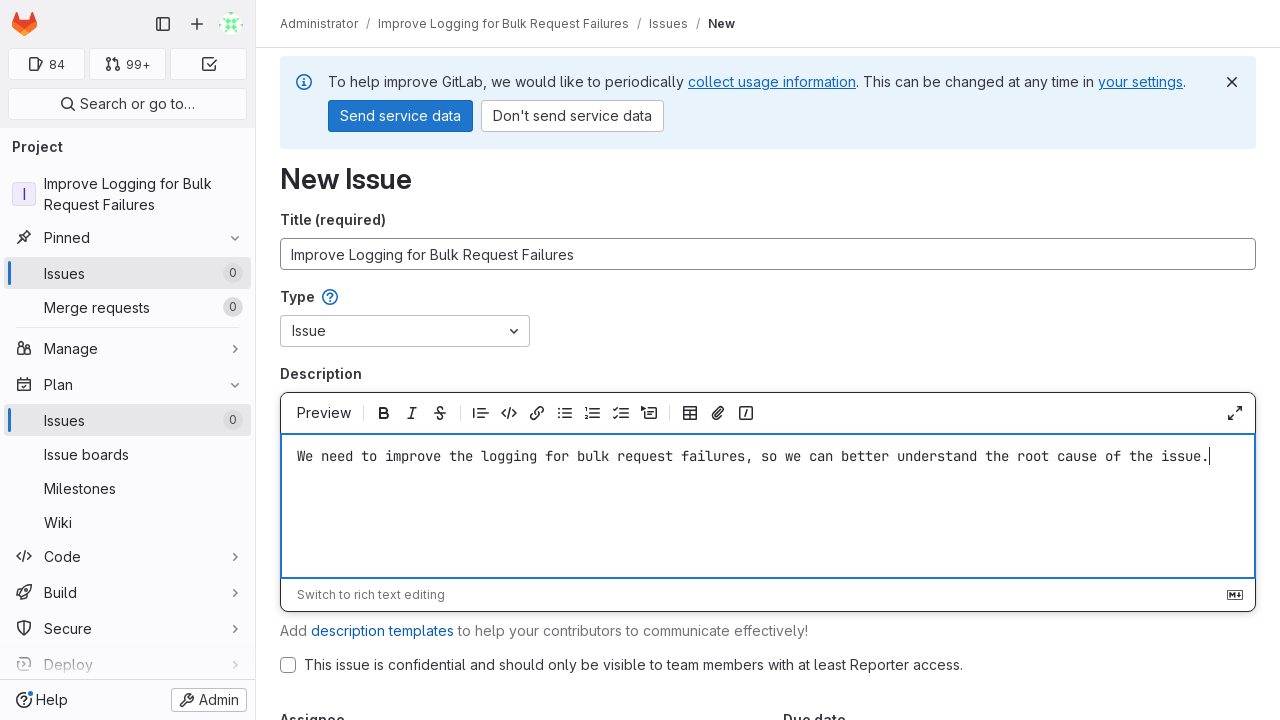 Administrator / Improve Logging for Bulk Request Failures / Issues / New
84
99+
Search or go to…
Project
I
Improve Logging for Bulk
Request Failures
Pinned
Issues 0
Merge requests 0
Manage
Plan
Issues 0
Issue boards
Milestones
Wiki
Code
Build
Secure
Deploy
Help
Admin
To help improve GitLab, we would like to periodically collect usage information. This can be changed at any time in your settings.
Send service data
Don't send service data
New Issue
Title (required)
Improve Logging for Bulk Request Failures
Type
Issue
Description
Preview
We need to improve the logging for bulk request failures, so we can better understand the root cause of the issue.
Switch to rich text editing
Add description templates to help your contributors to communicate effectively!
This issue is confidential and should only be visible to team members with at least Reporter access.
Assignee
Due date